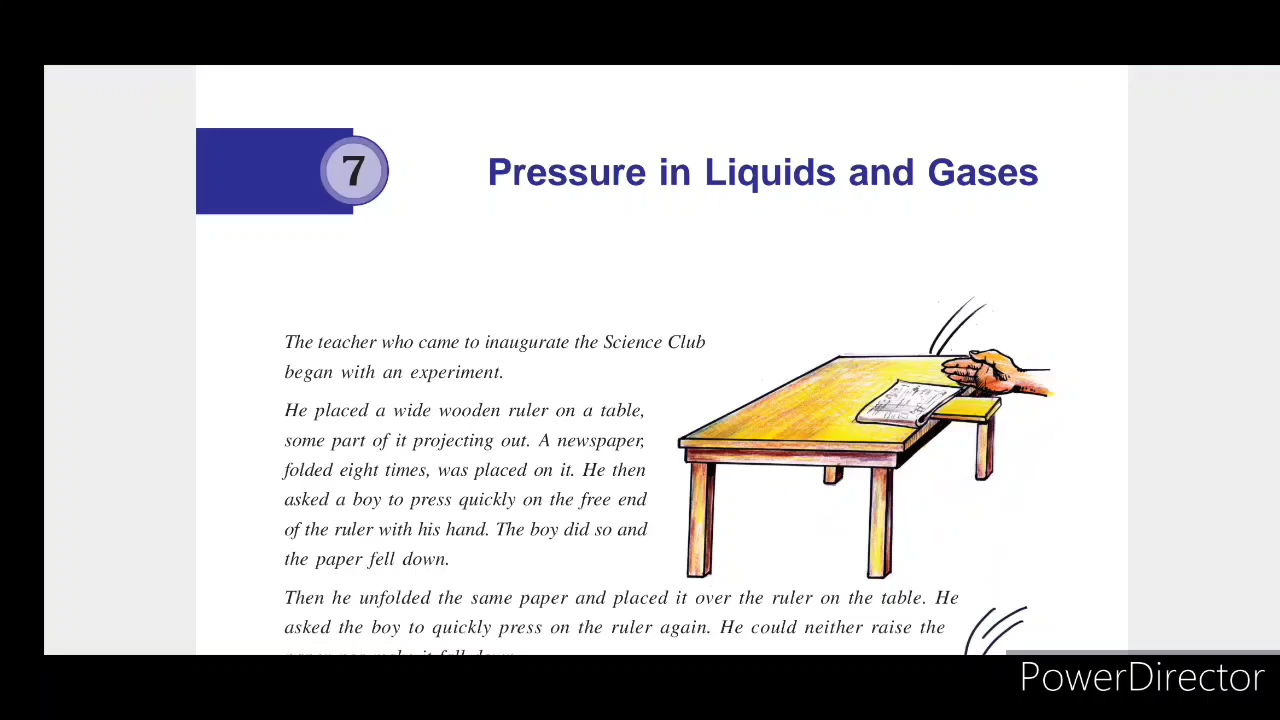 7
Pressure in Liquids and Gases
The teacher who came to inaugurate the Science Club
began with an experiment.
He placed a wide wooden ruler on a table,
some part of it projecting out. A newspaper,
folded eight times, was placed on it. He then
asked a boy to press quickly on the free end
of the ruler with his hand. The boy did so and
the paper fell down.
Then he unfolded the same paper and placed it over the ruler on the table. He
asked the boy to quickly press on the ruler again. He could neither raise the
PowerDirector